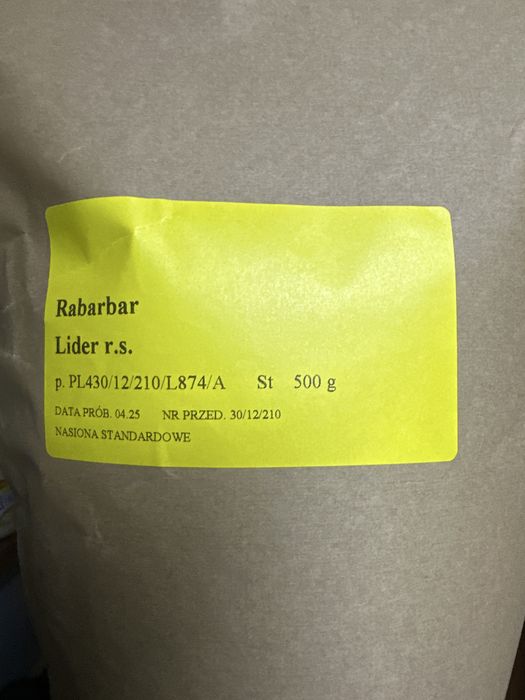 Rabarbar
Lider r.s.
p. PL430/12/210/L874/A St 500 g
DATA PRÓB. 04.25 NR PRZED. 30/12/210
NASIONA STANDARDOWE